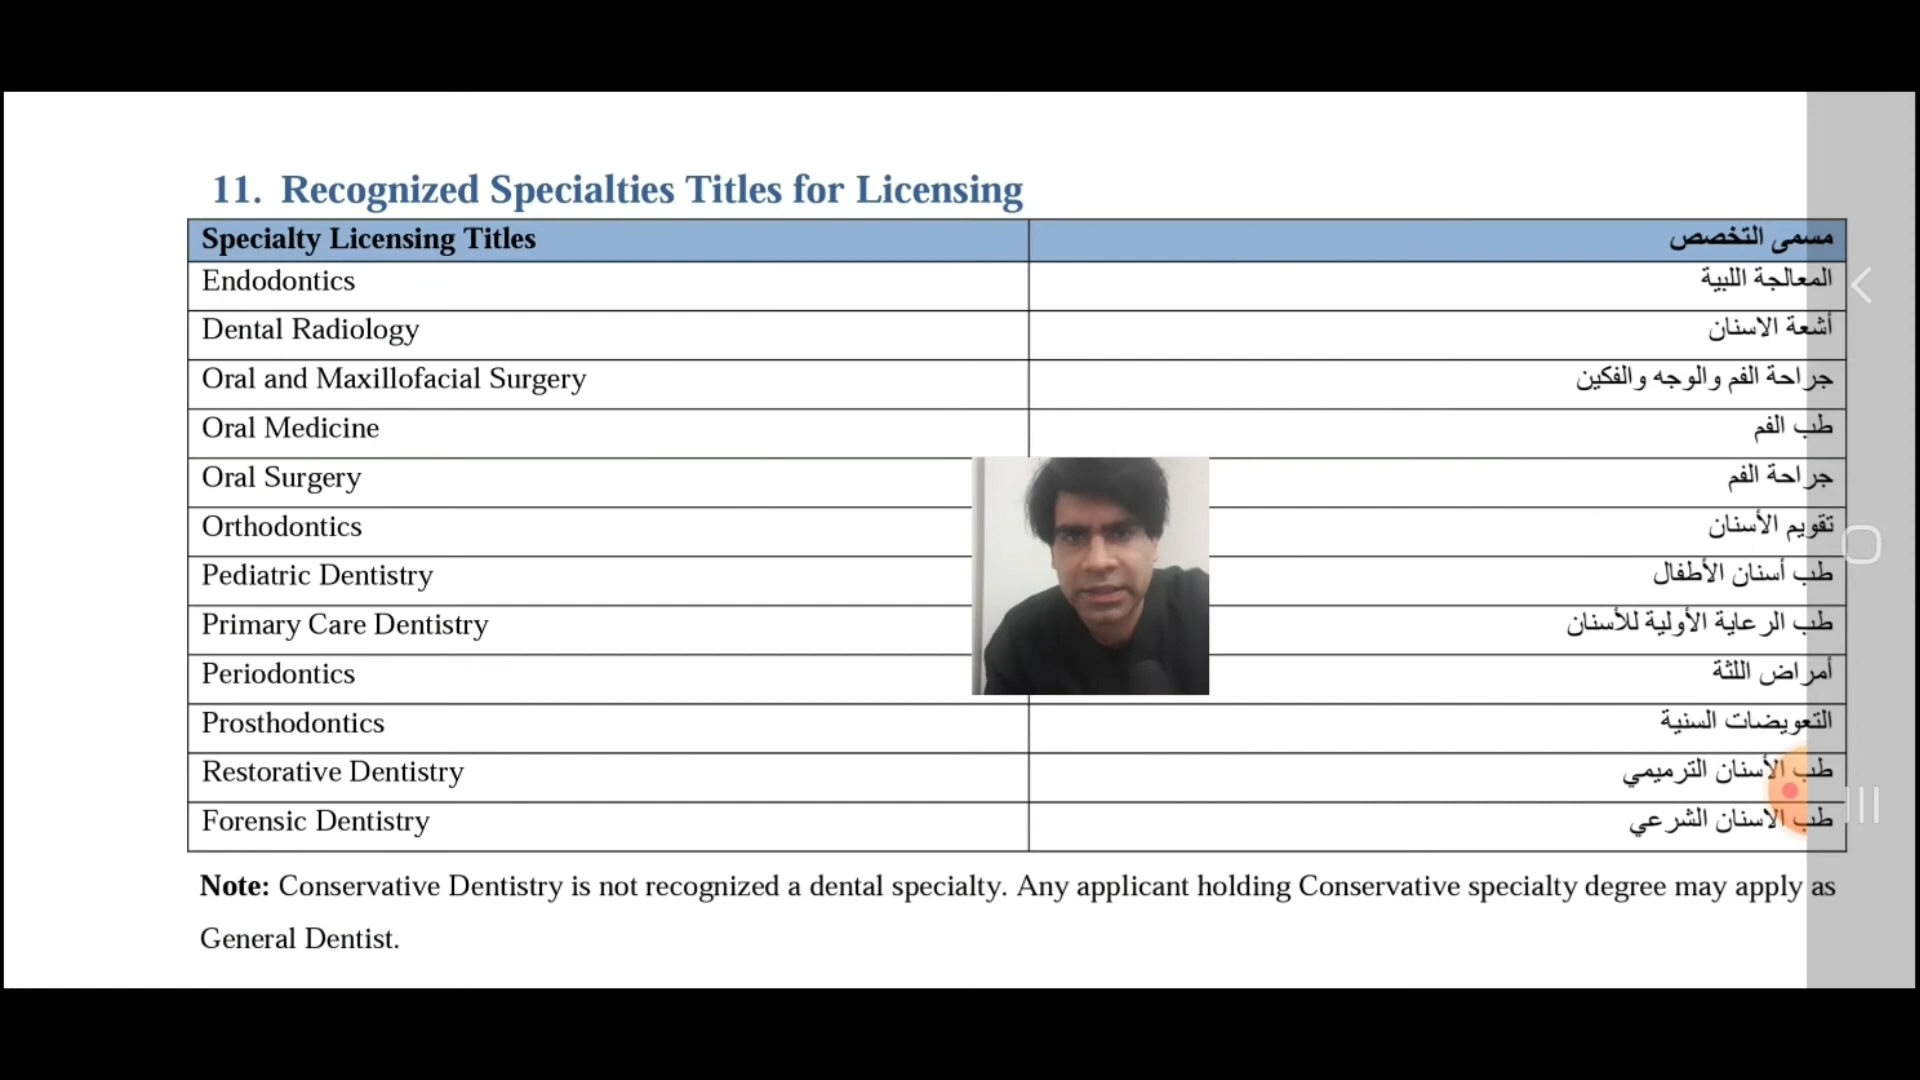 11. Recognized Specialties Titles for Licensing
Specialty Licensing Titles مسمى التخصص
Endodontics المعالجة اللبية
Dental Radiology أشعة الاسنان
Oral and Maxillofacial Surgery جراحة الفم والوجه والفكين
Oral Medicine طب الفم
Oral Surgery جراحة الفم
Orthodontics تقويم الأسنان
Pediatric Dentistry طب أسنان الأطفال
Primary Care Dentistry طب الرعاية الأولية للأسنان
Periodontics أمراض اللثة
Prosthodontics التعويضات السنية
Restorative Dentistry طب الأسنان الترميمي
Forensic Dentistry طب الاسنان الشرعي
Note: Conservative Dentistry is not recognized a dental specialty. Any applicant holding Conservative specialty degree may apply as
General Dentist.